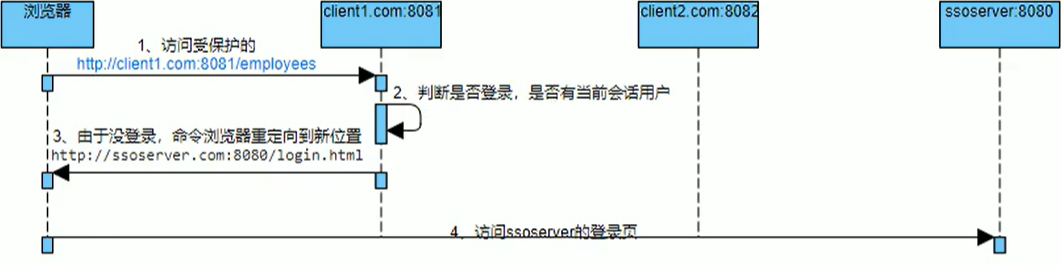 浏览器
client1.com:8081
client2.com:8082
ssoserver:8080
1、访问受保护的
http://client1.com:8081/employees
2、判断是否登录，是否有当前会话用户
3、由于没登录，命令浏览器重定向到新位置
http://ssoserver.com:8080/login.html
4、访问ssoserver的登录页